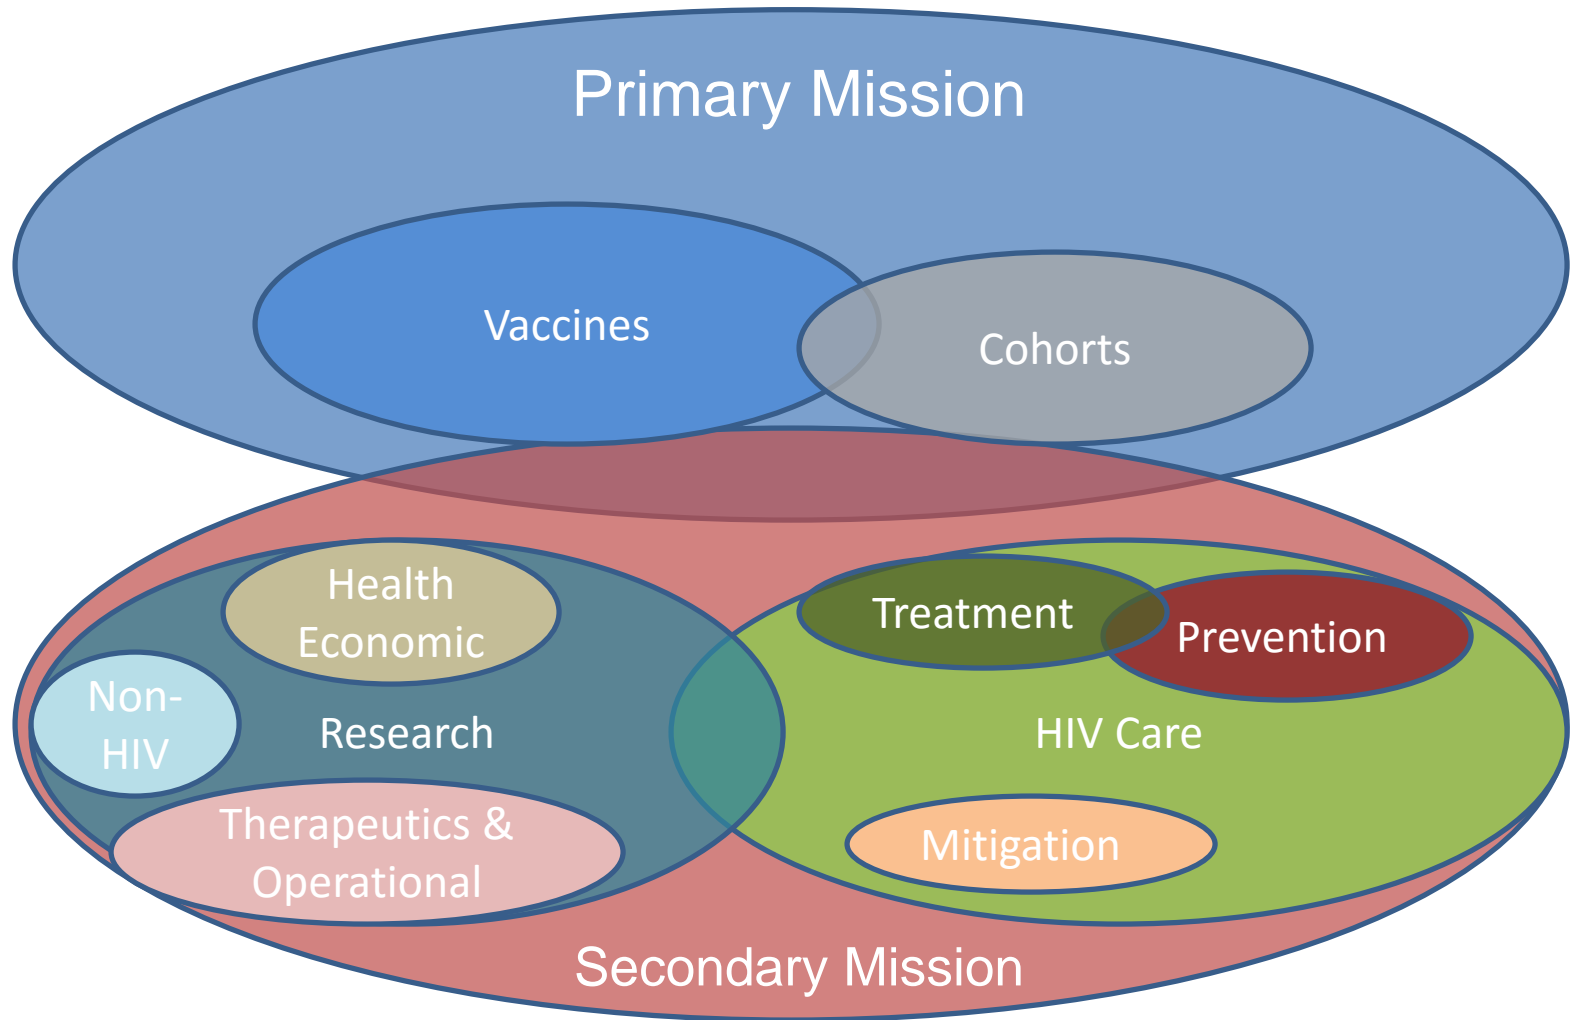 Primary Mission
Vaccines
Cohorts
Health
Economic
Treatment
Prevention
Non-
HIV
Research
HIV Care
Therapeutics &
Operational
Mitigation
Secondary Mission